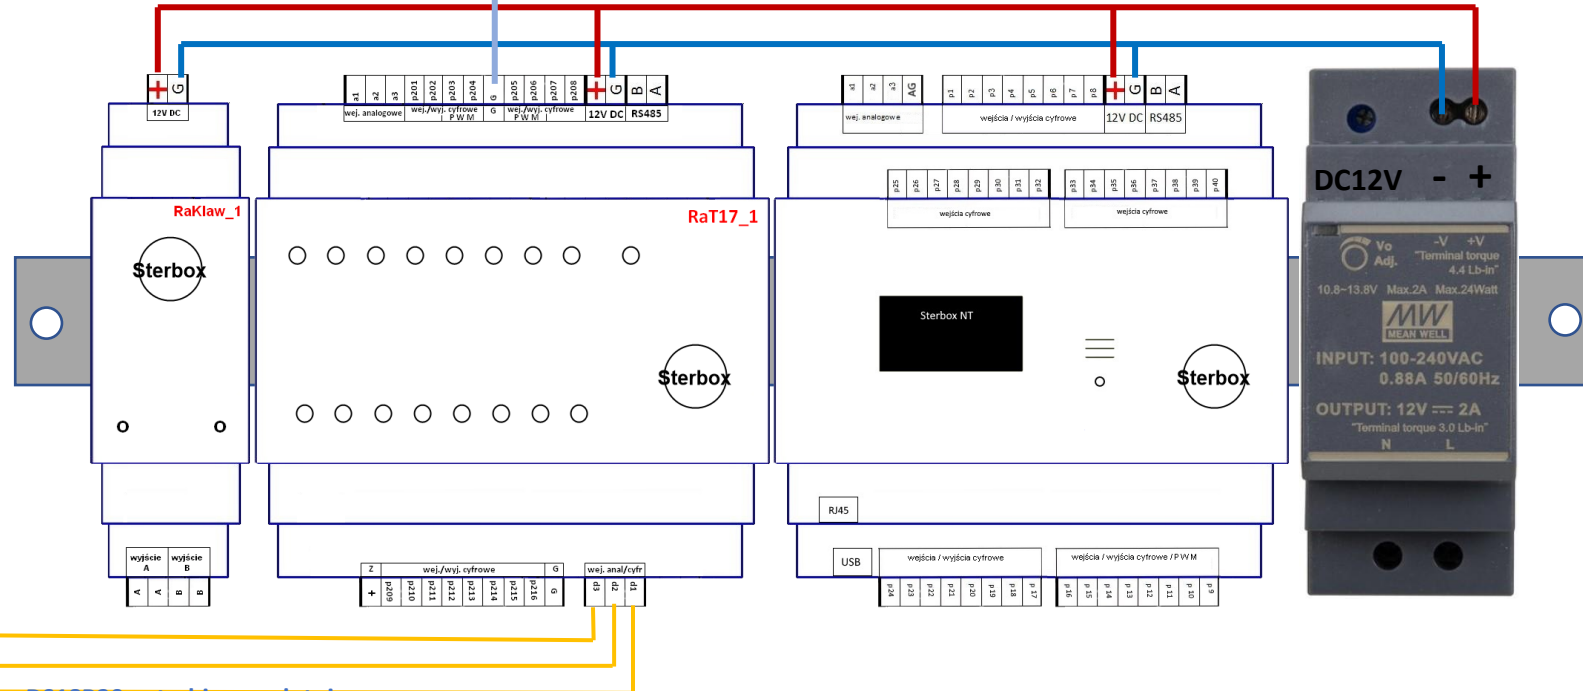 + G
12V DC
a1 a2 a3 p201 p202 p203 p204 G p205 p206 p207 p208 + G B A
wej. analogowe wej./wyj. cyfrowe P W M G wej./wyj. cyfrowe P W M 12V DC RS485
a1 a2 a3 AG p1 p2 p3 p4 p5 p6 p7 p8 + G B A
wej. analogowe wejścia / wyjścia cyfrowe 12V DC RS485
p25 p26 p27 p28 p29 p30 p31 p32 p33 p34 p35 p36 p37 p38 p39 p40
wejścia cyfrowe wejścia cyfrowe
RaKlaw_1
Sterbox
RaT17_1
Sterbox
Sterbox NT
Sterbox
DC12V - +
Vo Adj.
-V +V
"Terminal torque
4.4 Lb-in"
10.8~13.8V Max.2A Max.24Watt
MW
MEAN WELL
INPUT: 100-240VAC
0.88A 50/60Hz
OUTPUT: 12V 2A
"Terminal torque 3.0 Lb-in"
N L
RJ45
USB
wyjście A wyjście B
A A B B
Z wej./wyj. cyfrowe G wej. anal/cyfr
+ p209 p210 p211 p212 p213 p214 p215 p216 G d3 d2 d1
wejścia / wyjścia cyfrowe wejścia / wyjścia cyfrowe / P W M
p24 p23 p22 p21 p20 p19 p18 p17 p16 p15 p14 p13 p12 p11 p10 p9